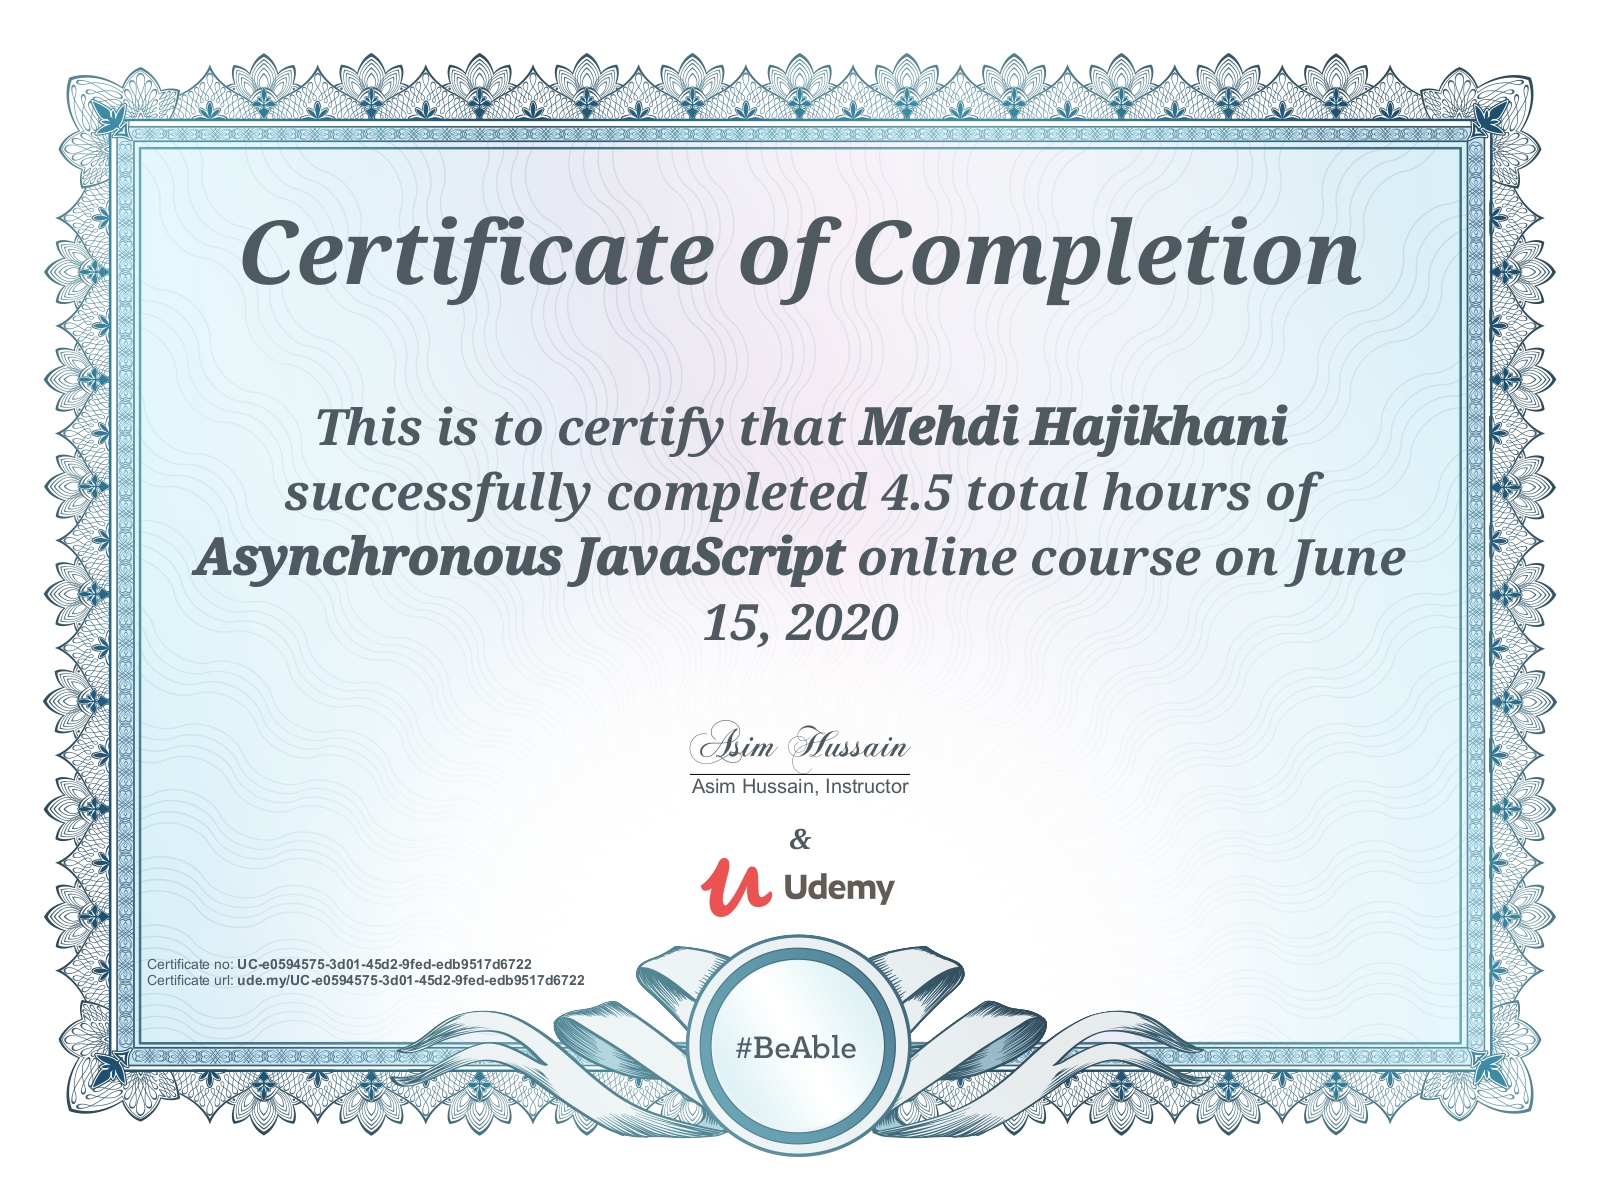 Certificate of Completion
This is to certify that Mehdi Hajikhani
successfully completed 4.5 total hours of
Asynchronous JavaScript online course on June
15, 2020
Asim Hussain
Asim Hussain, Instructor
&
Udemy
Certificate no: UC-e0594575-3d01-45d2-9fed-edb9517d6722
Certificate url: ude.my/UC-e0594575-3d01-45d2-9fed-edb9517d6722
#BeAble